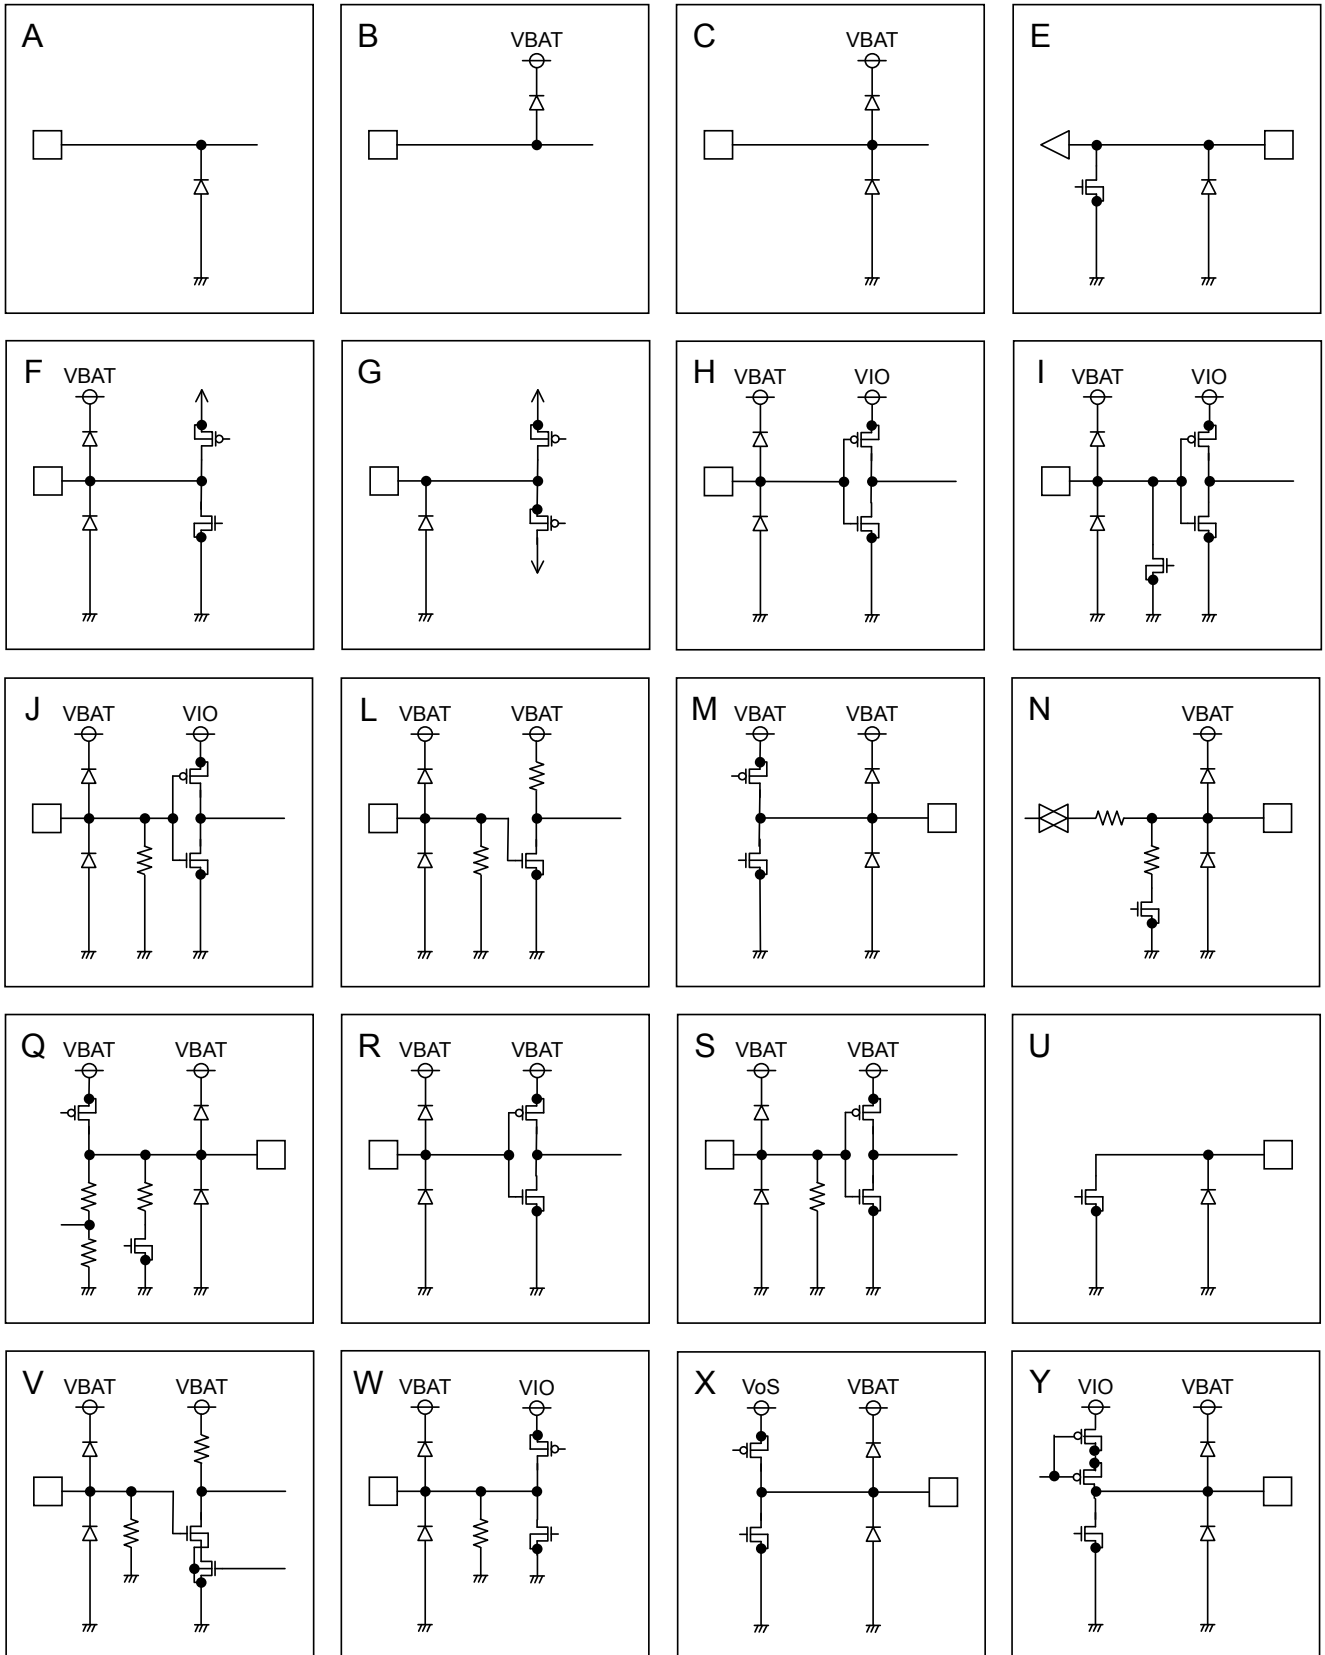 A
B VBAT
C VBAT
E
F VBAT
G
H VBAT VIO
I VBAT VIO
J VBAT VIO
L VBAT VBAT
M VBAT VBAT
N VBAT
Q VBAT VBAT
R VBAT VBAT
S VBAT VBAT
U
V VBAT VBAT
W VBAT VIO
X VoS VBAT
Y VIO VBAT